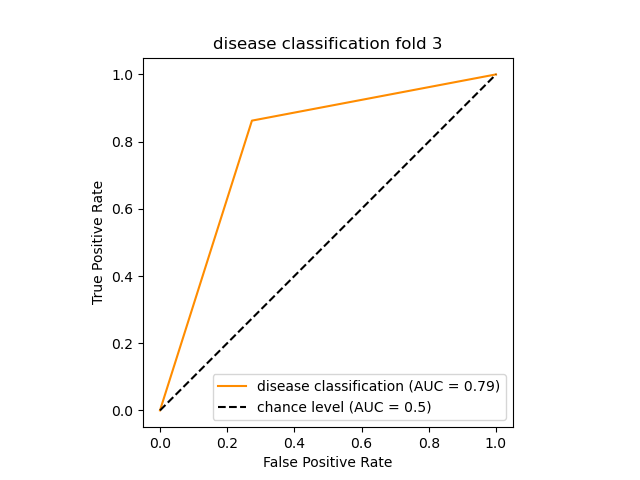 disease classification fold 3
1.0
0.8
0.6
0.4
0.2
0.0
True Positive Rate
disease classification (AUC = 0.79)
chance level (AUC = 0.5)
0.0 0.2 0.4 0.6 0.8 1.0
False Positive Rate